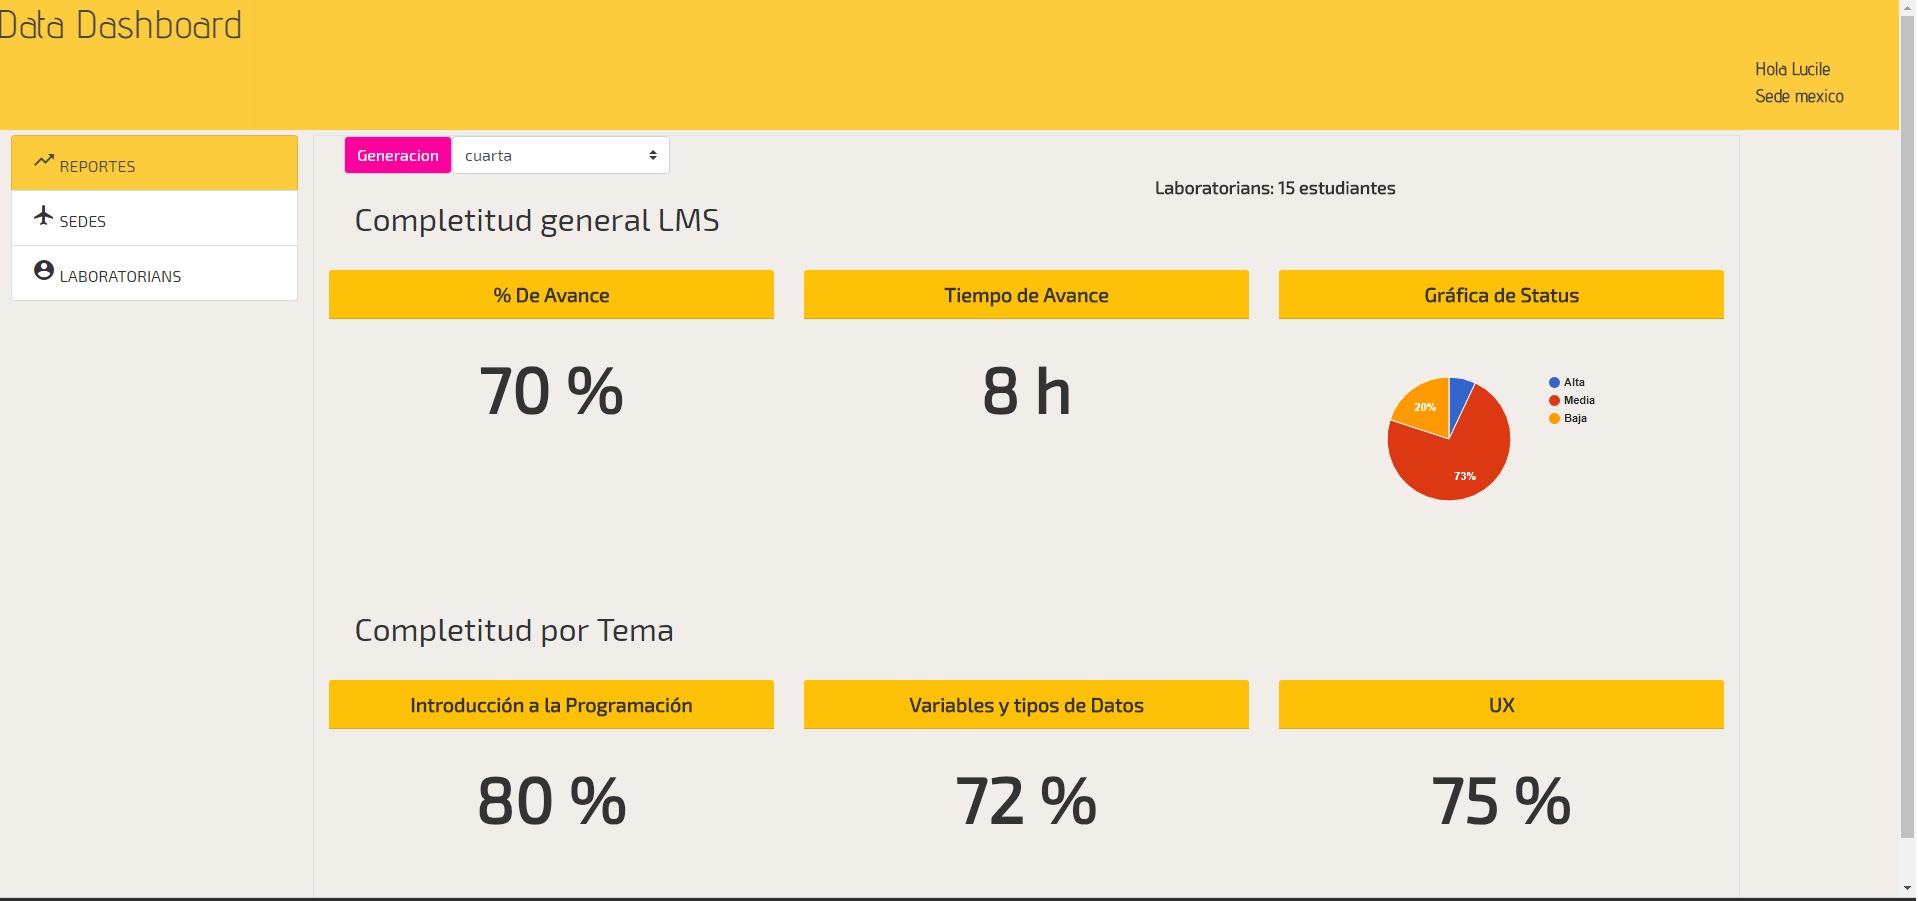 Data Dashboard
Hola Lucile
Sede mexico
REPORTES
SEDES
LABORATORIANS
Generacion
cuarta
Laboratorians: 15 estudiantes
Completitud general LMS
% De Avance
Tiempo de Avance
Gráfica de Status
70 %
8 h
Alta
Media
Baja
20%
73%
Completitud por Tema
Introducción a la Programación
Variables y tipos de Datos
UX
80 %
72 %
75 %